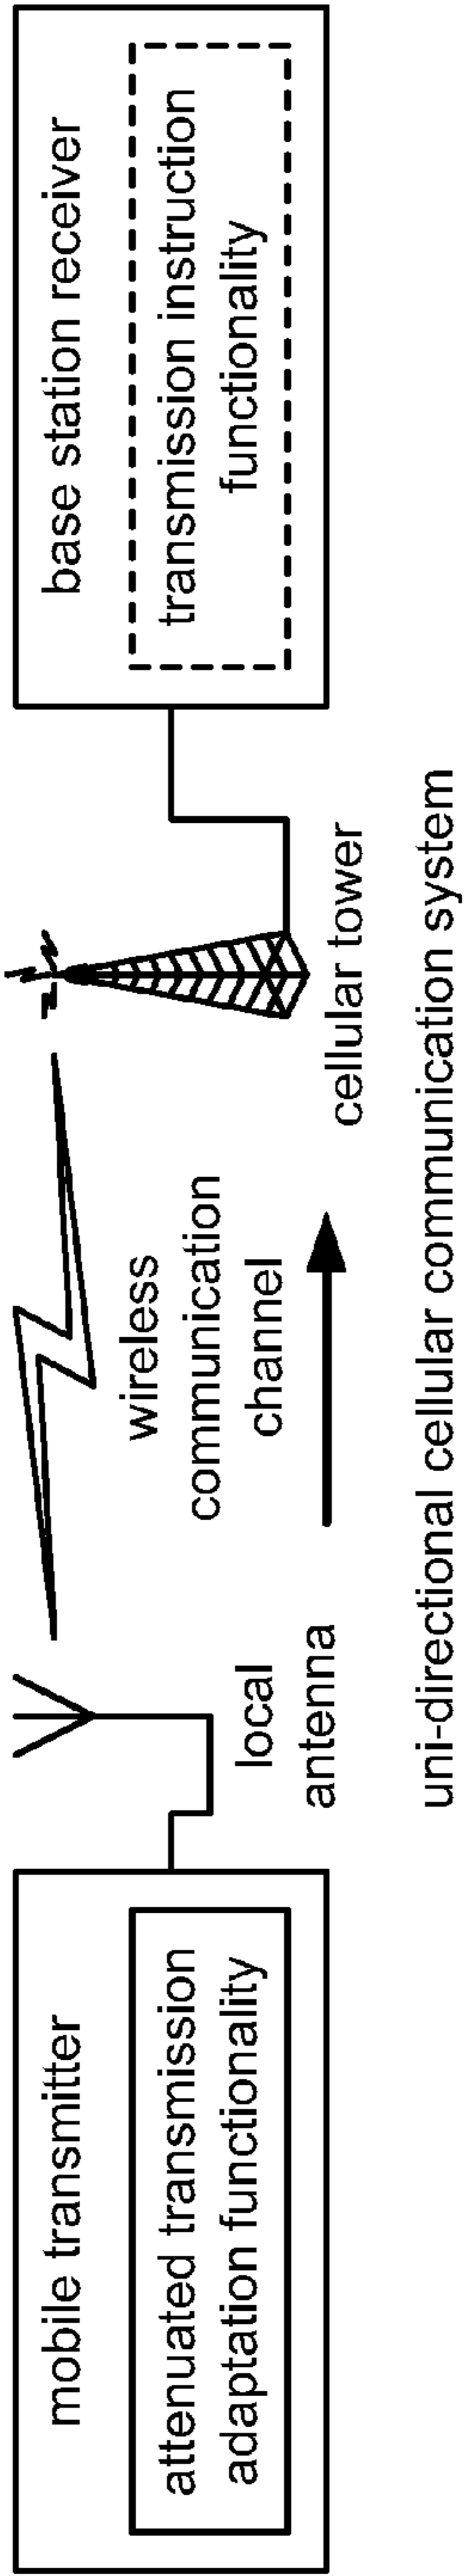 mobile transmitter
attenuated transmission
adaptation functionality
local
antenna
wireless
communication
channel
cellular tower
base station receiver
transmission instruction
functionality
uni-directional cellular communication system